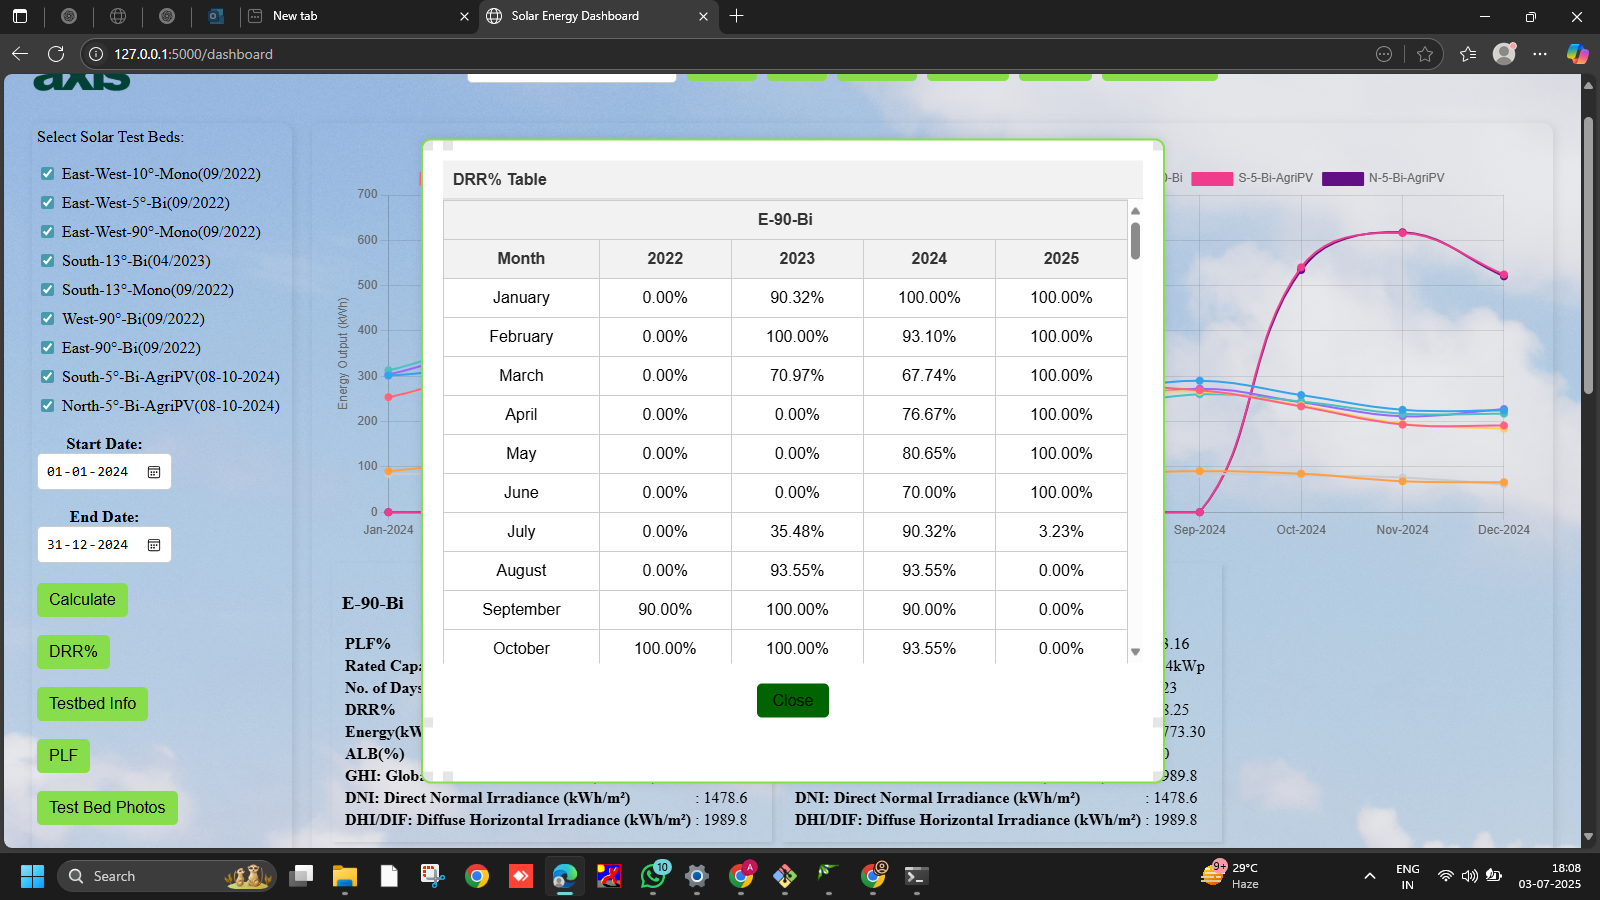 New tab
Solar Energy Dashboard
127.0.0.1:5000/dashboard
axis
Select Solar Test Beds:
East-West-10°-Mono(09/2022)
East-West-5°-Bi(09/2022)
East-West-90°-Mono(09/2022)
South-13°-Bi(04/2023)
South-13°-Mono(09/2022)
West-90°-Bi(09/2022)
East-90°-Bi(09/2022)
South-5°-Bi-AgriPV(08-10-2024)
North-5°-Bi-AgriPV(08-10-2024)
Start Date:
01-01-2024
End Date:
31-12-2024
Calculate
DRR%
Testbed Info
PLF
Test Bed Photos
S-5-Bi-AgriPV N-5-Bi-AgriPV
Energy Output (kWh)
700
600
500
400
300
200
100
0
Jan-2024 Sep-2024 Oct-2024 Nov-2024 Dec-2024
DRR% Table
E-90-Bi
Month 2022 2023 2024 2025
January 0.00% 90.32% 100.00% 100.00%
February 0.00% 100.00% 93.10% 100.00%
March 0.00% 70.97% 67.74% 100.00%
April 0.00% 0.00% 76.67% 100.00%
May 0.00% 0.00% 80.65% 100.00%
June 0.00% 0.00% 70.00% 100.00%
July 0.00% 35.48% 90.32% 3.23%
August 0.00% 93.55% 93.55% 0.00%
September 90.00% 100.00% 90.00% 0.00%
October 100.00% 100.00% 93.55% 0.00%
Close
E-90-Bi
PLF% .16
Rated Capa 4kWp
No. of Days 23
DRR% .25
Energy(kW 773.30
ALB(%)
GHI: Globa 989.8
DNI: Direct Normal Irradiance (kWh/m²) : 1478.6 DNI: Direct Normal Irradiance (kWh/m²) : 1478.6
DHI/DIF: Diffuse Horizontal Irradiance (kWh/m²) : 1989.8 DHI/DIF: Diffuse Horizontal Irradiance (kWh/m²) : 1989.8
Search
10
A
9+
29°C
Haze
ENG
IN
18:08
03-07-2025